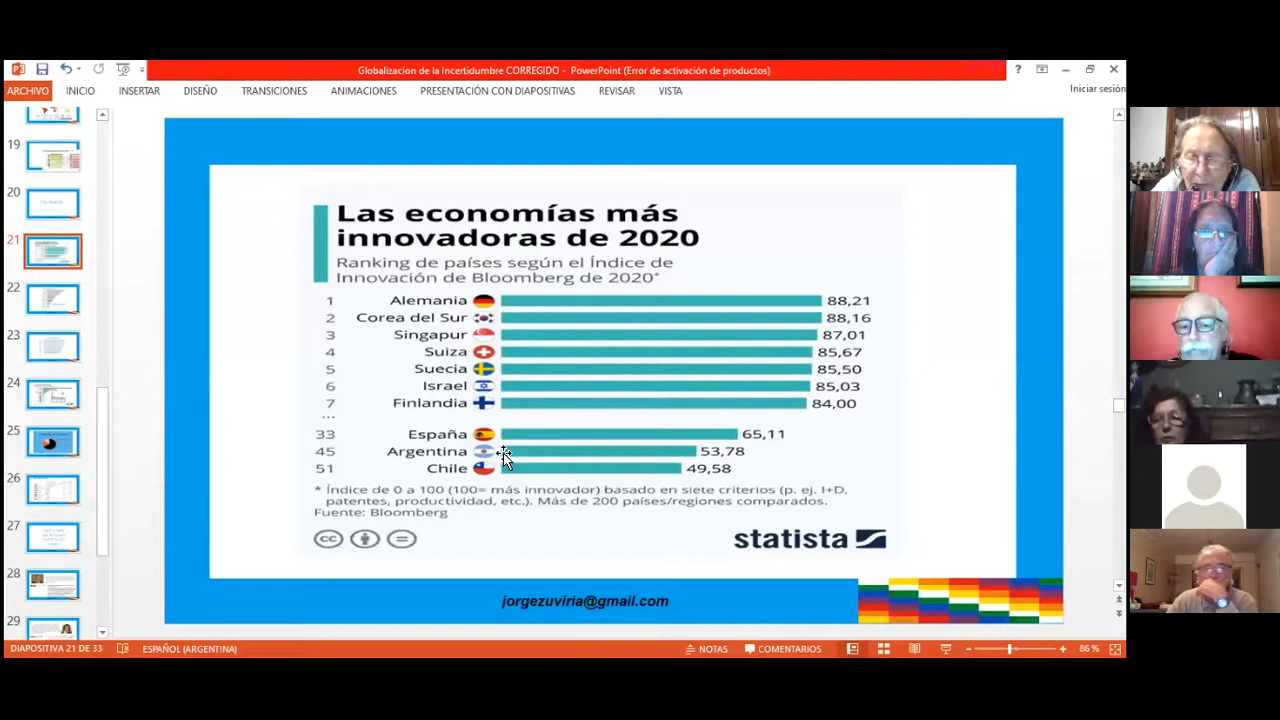 Globalizacion de la Incertidumbre CORREGIDO - PowerPoint (Error de activación de productos)
ARCHIVO INICIO INSERTAR DISEÑO TRANSICIONES ANIMACIONES PRESENTACIÓN CON DIAPOSITIVAS REVISAR VISTA
Iniciar sesión
19
20
21
22
23
24
25
26
27
28
29
Las economías más
innovadoras de 2020
Ranking de países según el Índice de
Innovación de Bloomberg de 2020*
1 Alemania 88,21
2 Corea del Sur 88,16
3 Singapur 87,01
4 Suiza 85,67
5 Suecia 85,50
6 Israel 85,03
7 Finlandia 84,00
...
33 España 65,11
45 Argentina 53,78
51 Chile 49,58
* Índice de 0 a 100 (100= más innovador) basado en siete criterios (p. ej. I+D,
patentes, productividad, etc.). Más de 200 países/regiones comparados.
Fuente: Bloomberg
cc
statista
jorgezuviria@gmail.com
DIAPOSITIVA 21 DE 33 ESPAÑOL (ARGENTINA) NOTAS COMENTARIOS 86 %